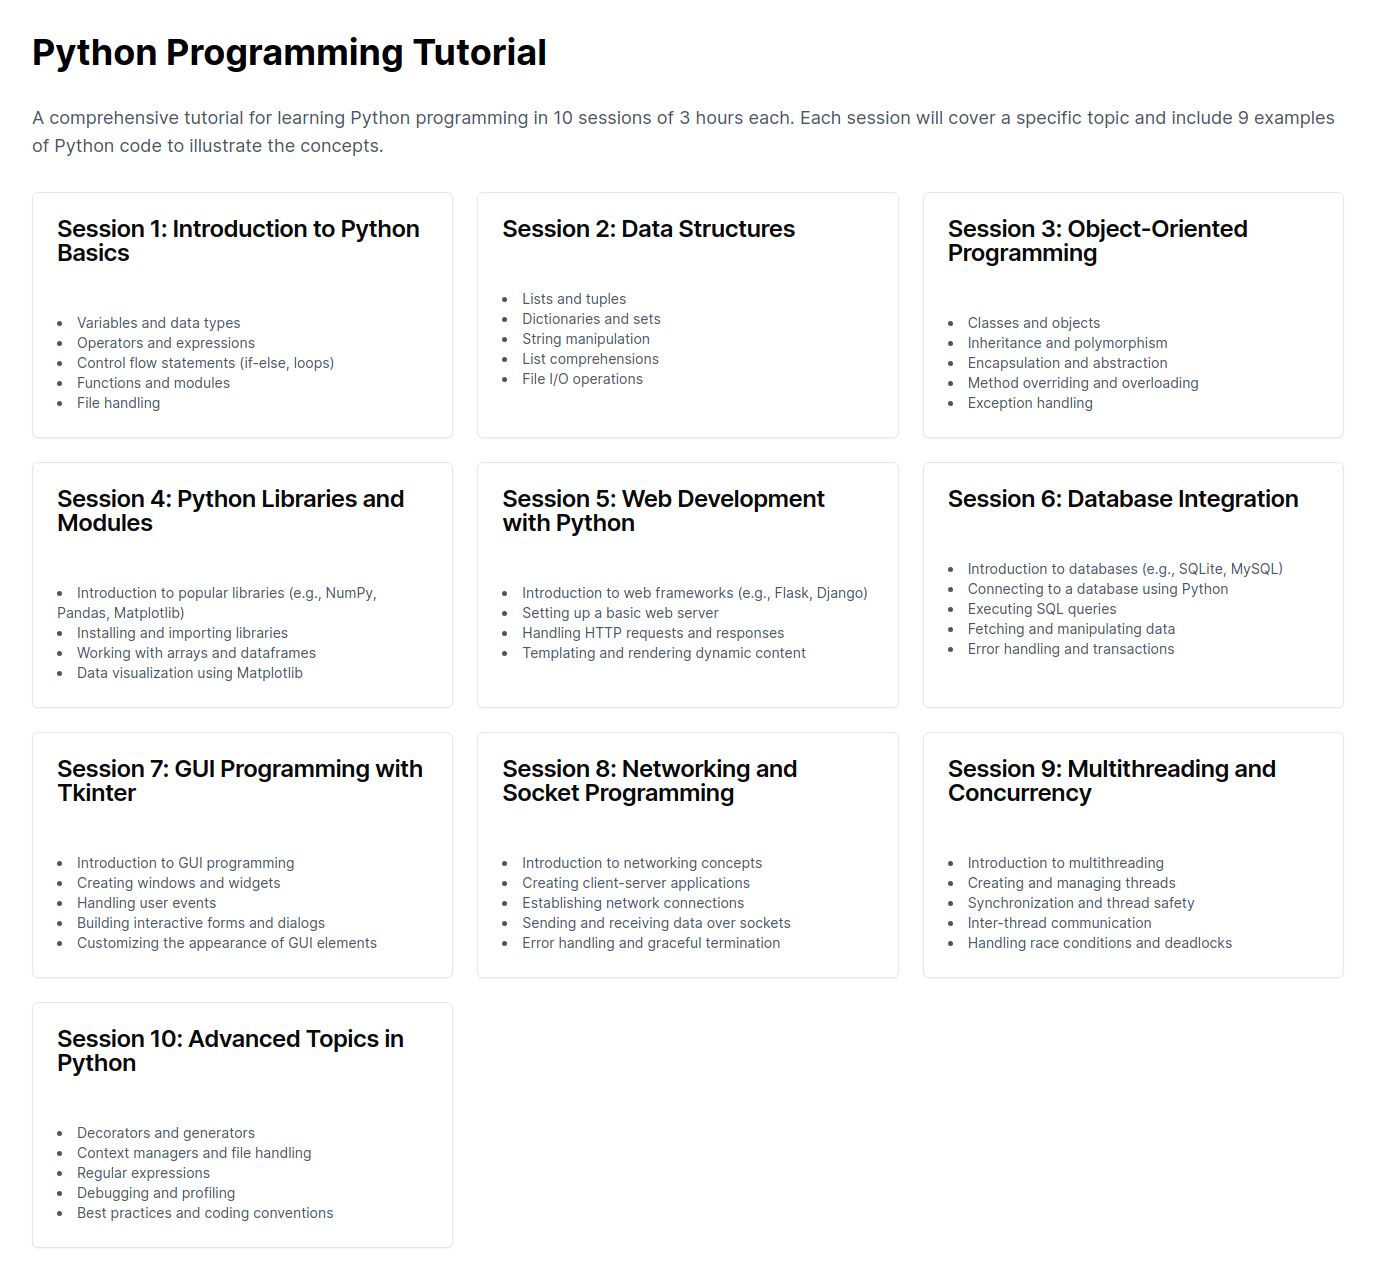 Python Programming Tutorial
A comprehensive tutorial for learning Python programming in 10 sessions of 3 hours each. Each session will cover a specific topic and include 9 examples
of Python code to illustrate the concepts.
Session 1: Introduction to Python
Basics
• Variables and data types
• Operators and expressions
• Control flow statements (if-else, loops)
• Functions and modules
• File handling
Session 2: Data Structures
• Lists and tuples
• Dictionaries and sets
• String manipulation
• List comprehensions
• File I/O operations
Session 3: Object-Oriented
Programming
• Classes and objects
• Inheritance and polymorphism
• Encapsulation and abstraction
• Method overriding and overloading
• Exception handling
Session 4: Python Libraries and
Modules
• Introduction to popular libraries (e.g., NumPy,
Pandas, Matplotlib)
• Installing and importing libraries
• Working with arrays and dataframes
• Data visualization using Matplotlib
Session 5: Web Development
with Python
• Introduction to web frameworks (e.g., Flask, Django)
• Setting up a basic web server
• Handling HTTP requests and responses
• Templating and rendering dynamic content
Session 6: Database Integration
• Introduction to databases (e.g., SQLite, MySQL)
• Connecting to a database using Python
• Executing SQL queries
• Fetching and manipulating data
• Error handling and transactions
Session 7: GUI Programming with
Tkinter
• Introduction to GUI programming
• Creating windows and widgets
• Handling user events
• Building interactive forms and dialogs
• Customizing the appearance of GUI elements
Session 8: Networking and
Socket Programming
• Introduction to networking concepts
• Creating client-server applications
• Establishing network connections
• Sending and receiving data over sockets
• Error handling and graceful termination
Session 9: Multithreading and
Concurrency
• Introduction to multithreading
• Creating and managing threads
• Synchronization and thread safety
• Inter-thread communication
• Handling race conditions and deadlocks
Session 10: Advanced Topics in
Python
• Decorators and generators
• Context managers and file handling
• Regular expressions
• Debugging and profiling
• Best practices and coding conventions